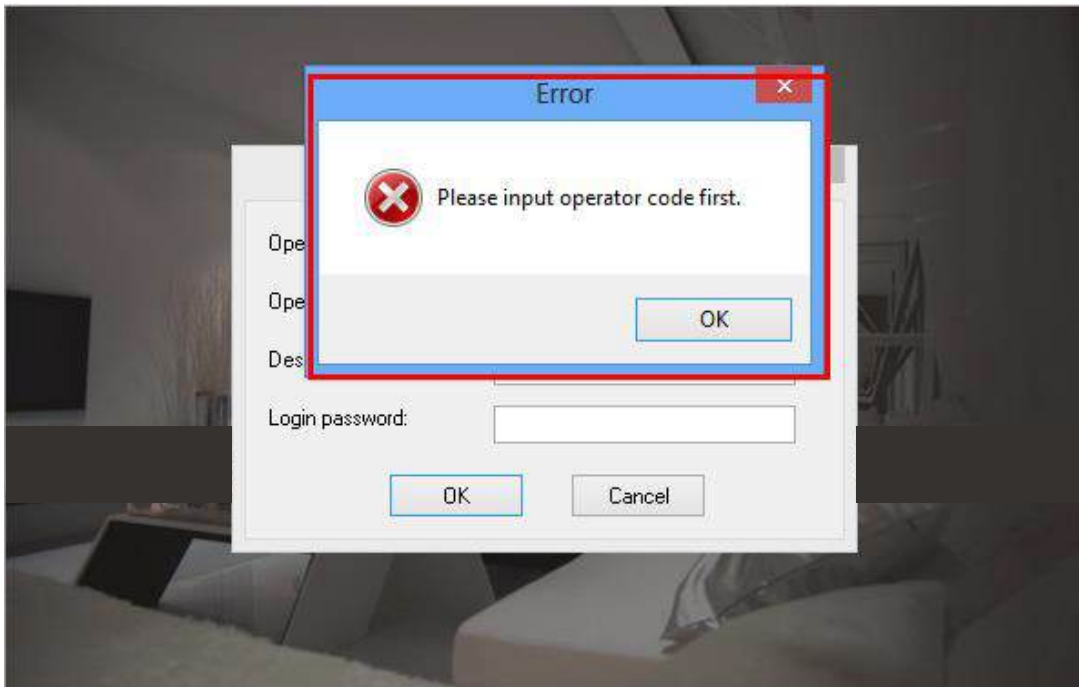 Error
Please input operator code first.
OK
Ope
Ope
Des
Login password:
OK
Cancel